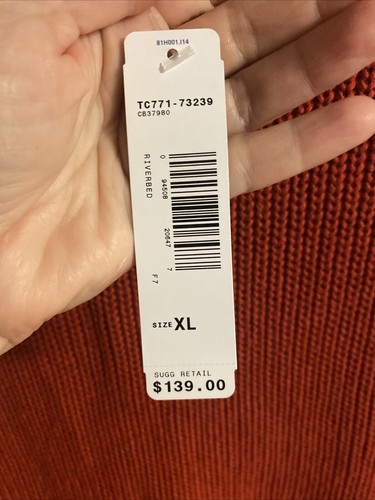 81H001.I14
TC771-73239
CB37980
RIVERBED
0 94508 20647 7
F7
SIZE XL
SUGG RETAIL
$139.00